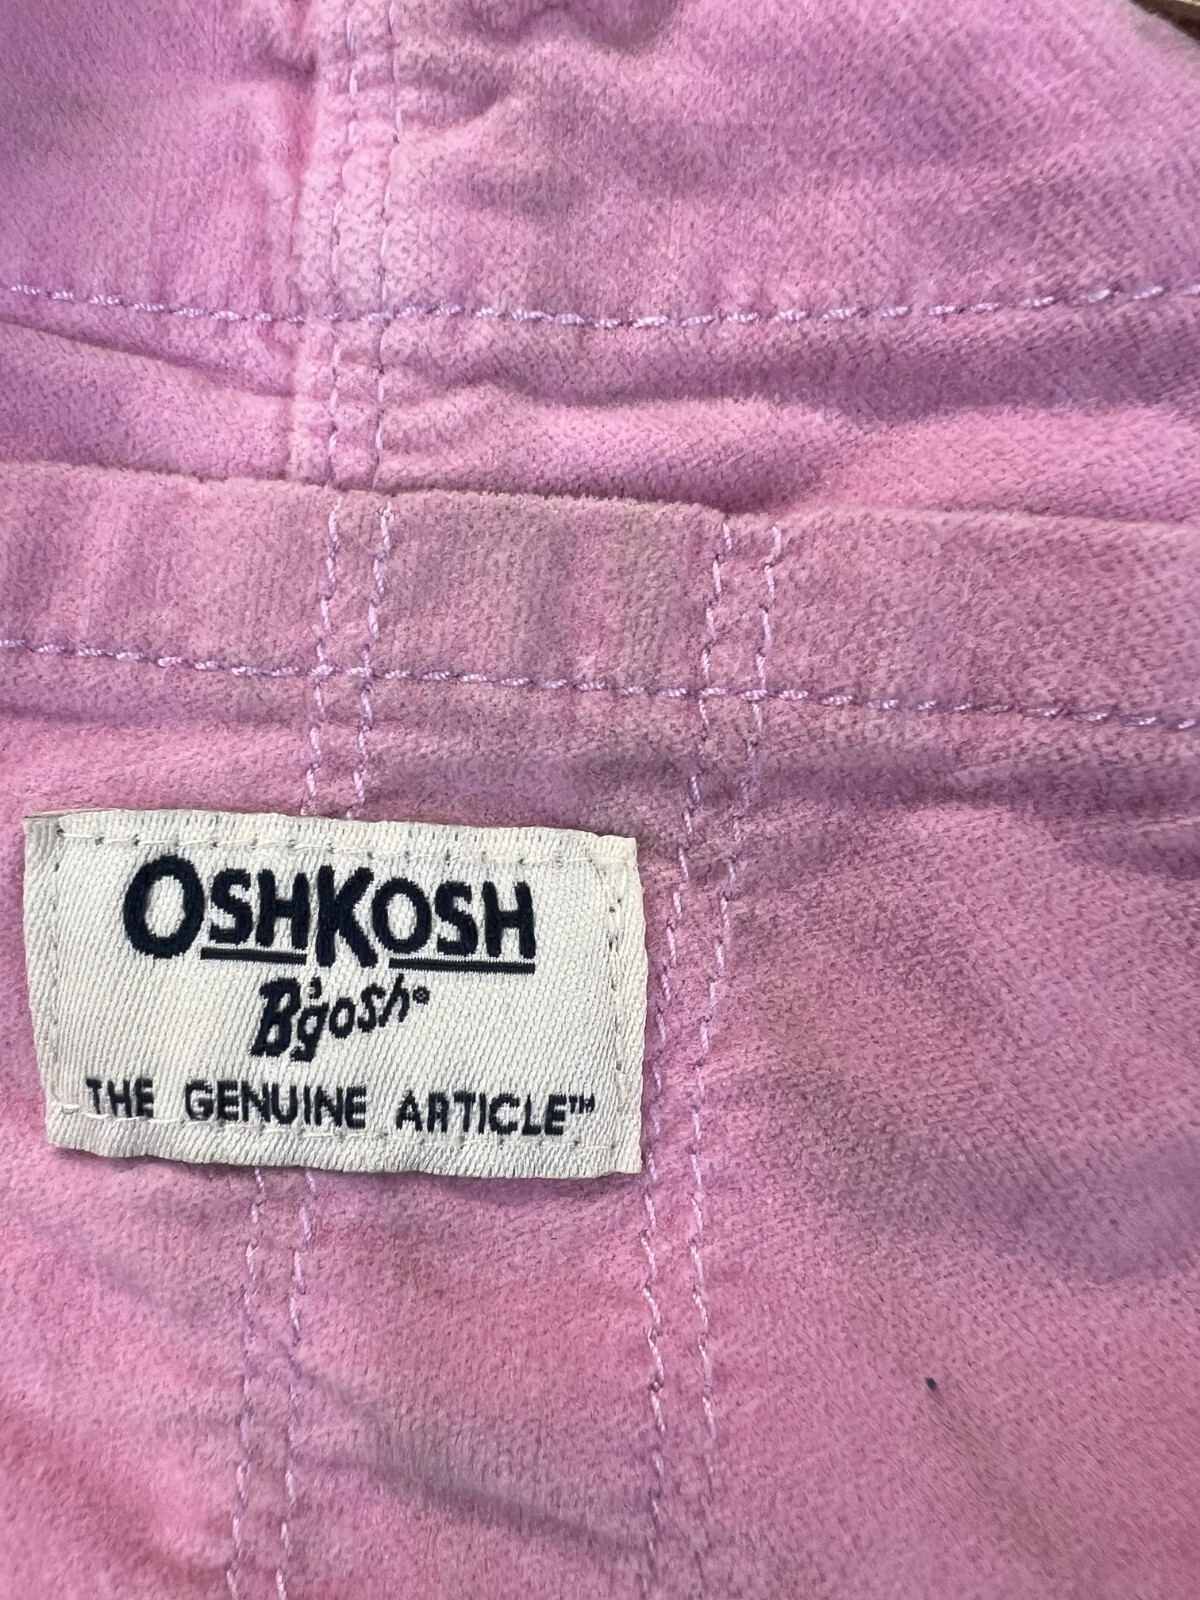 OSHKOSH
B'gosh®
THE GENUINE ARTICLE™